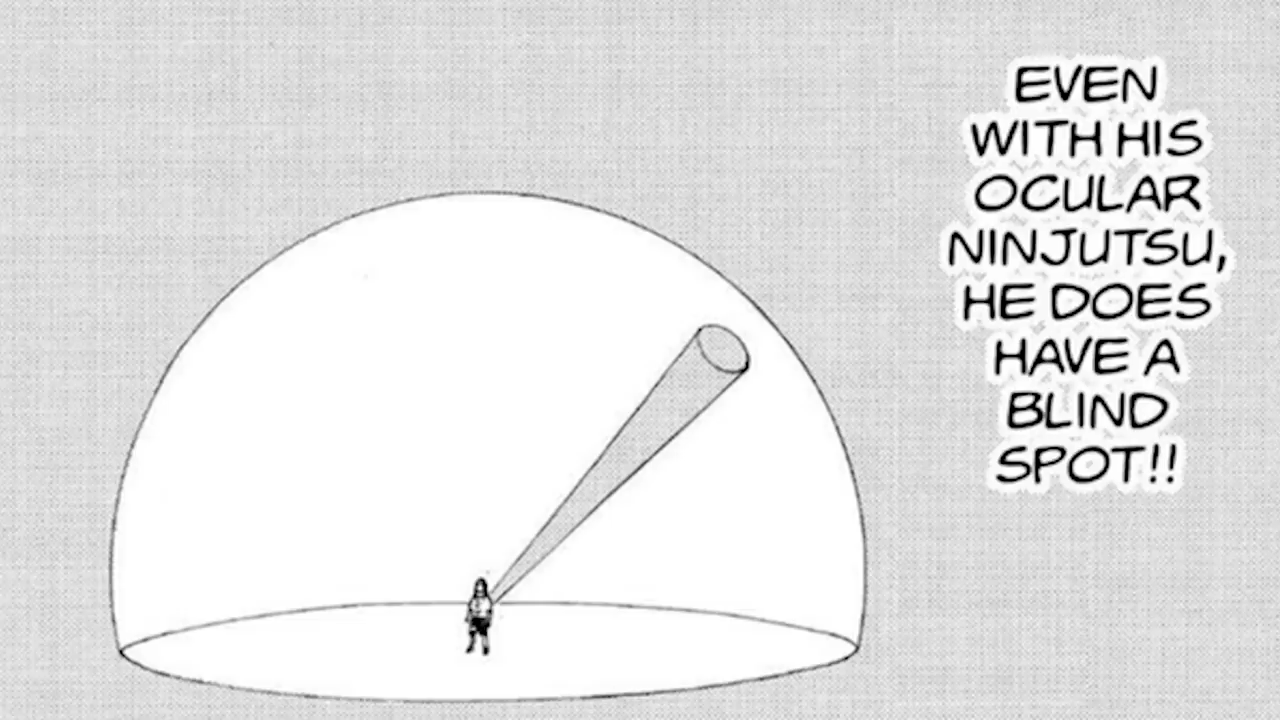 EVEN
WITH HIS
OCULAR
NINJUTSU,
HE DOES
HAVE A
BLIND
SPOT!!